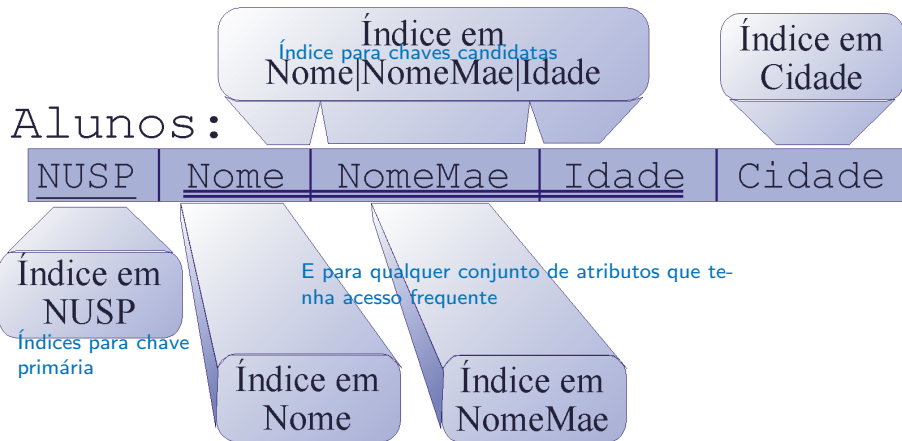 Índice em
Nome|NomeMae|Idade
Índice para chaves candidatas
Índice em
Cidade
Alunos:
NUSP Nome NomeMae Idade Cidade
Índice em
NUSP
Índices para chave
primária
E para qualquer conjunto de atributos que te-
nha acesso frequente
Índice em
Nome
Índice em
NomeMae